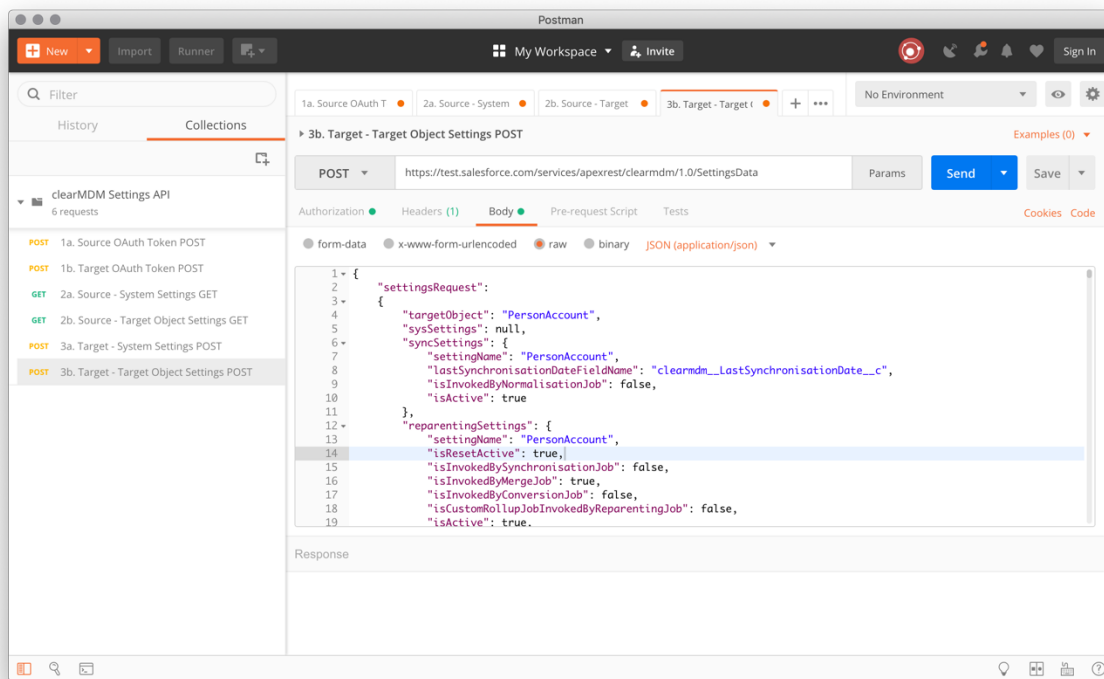 Postman
New
Import
Runner
My Workspace
Invite
Sign In
Filter
History
Collections
clearMDM Settings API
6 requests
POST 1a. Source OAuth Token POST
POST 1b. Target OAuth Token POST
GET 2a. Source - System Settings GET
GET 2b. Source - Target Object Settings GET
POST 3a. Target - System Settings POST
POST 3b. Target - Target Object Settings POST
1a. Source OAuth T
2a. Source - System
2b. Source - Target
3b. Target - Target
No Environment
3b. Target - Target Object Settings POST
Examples (0)
POST
https://test.salesforce.com/services/apexrest/clearmdm/1.0/SettingsData
Params
Send
Save
Authorization
Headers (1)
Body
Pre-request Script
Tests
Cookies
Code
form-data
x-www-form-urlencoded
raw
binary
JSON (application/json)
1 {
2 "settingsRequest":
3 {
4 "targetObject": "PersonAccount",
5 "sysSettings": null,
6 "syncSettings": {
7 "settingName": "PersonAccount",
8 "lastSynchronisationDateFieldName": "clearmdm__LastSynchronisationDate__c",
9 "isInvokedByNormalisationJob": false,
10 "isActive": true
11 },
12 "reparentingSettings": {
13 "settingName": "PersonAccount",
14 "isResetActive": true,
15 "isInvokedBySynchronisationJob": false,
16 "isInvokedByMergeJob": true,
17 "isInvokedByConversionJob": false,
18 "isCustomRollupJobInvokedByReparentingJob": false,
19 "isActive": true,
Response